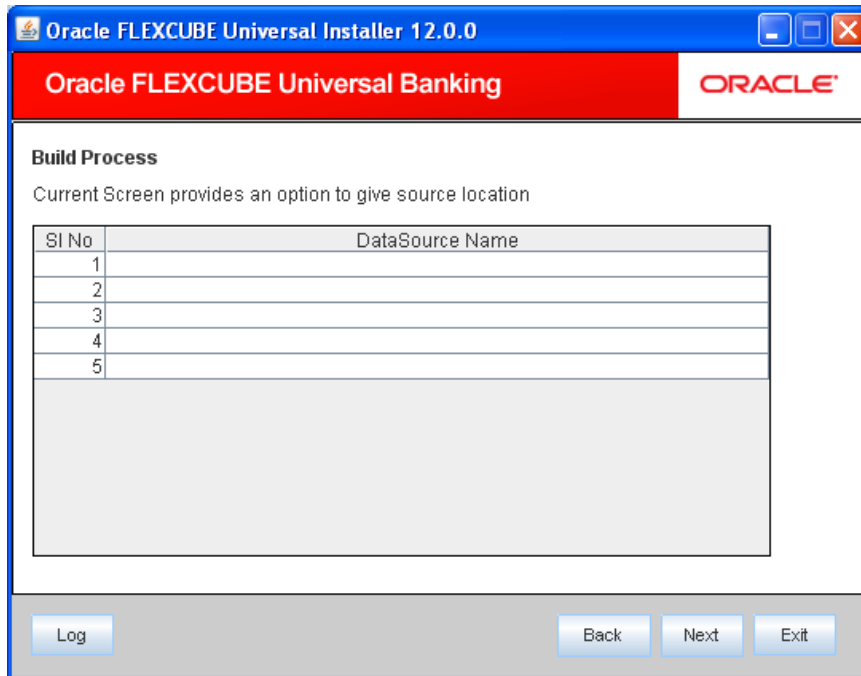 Oracle FLEXCUBE Universal Installer 12.0.0
Oracle FLEXCUBE Universal Banking
ORACLE
Build Process
Current Screen provides an option to give source location
SI No DataSource Name
1
2
3
4
5
Log Back Next Exit